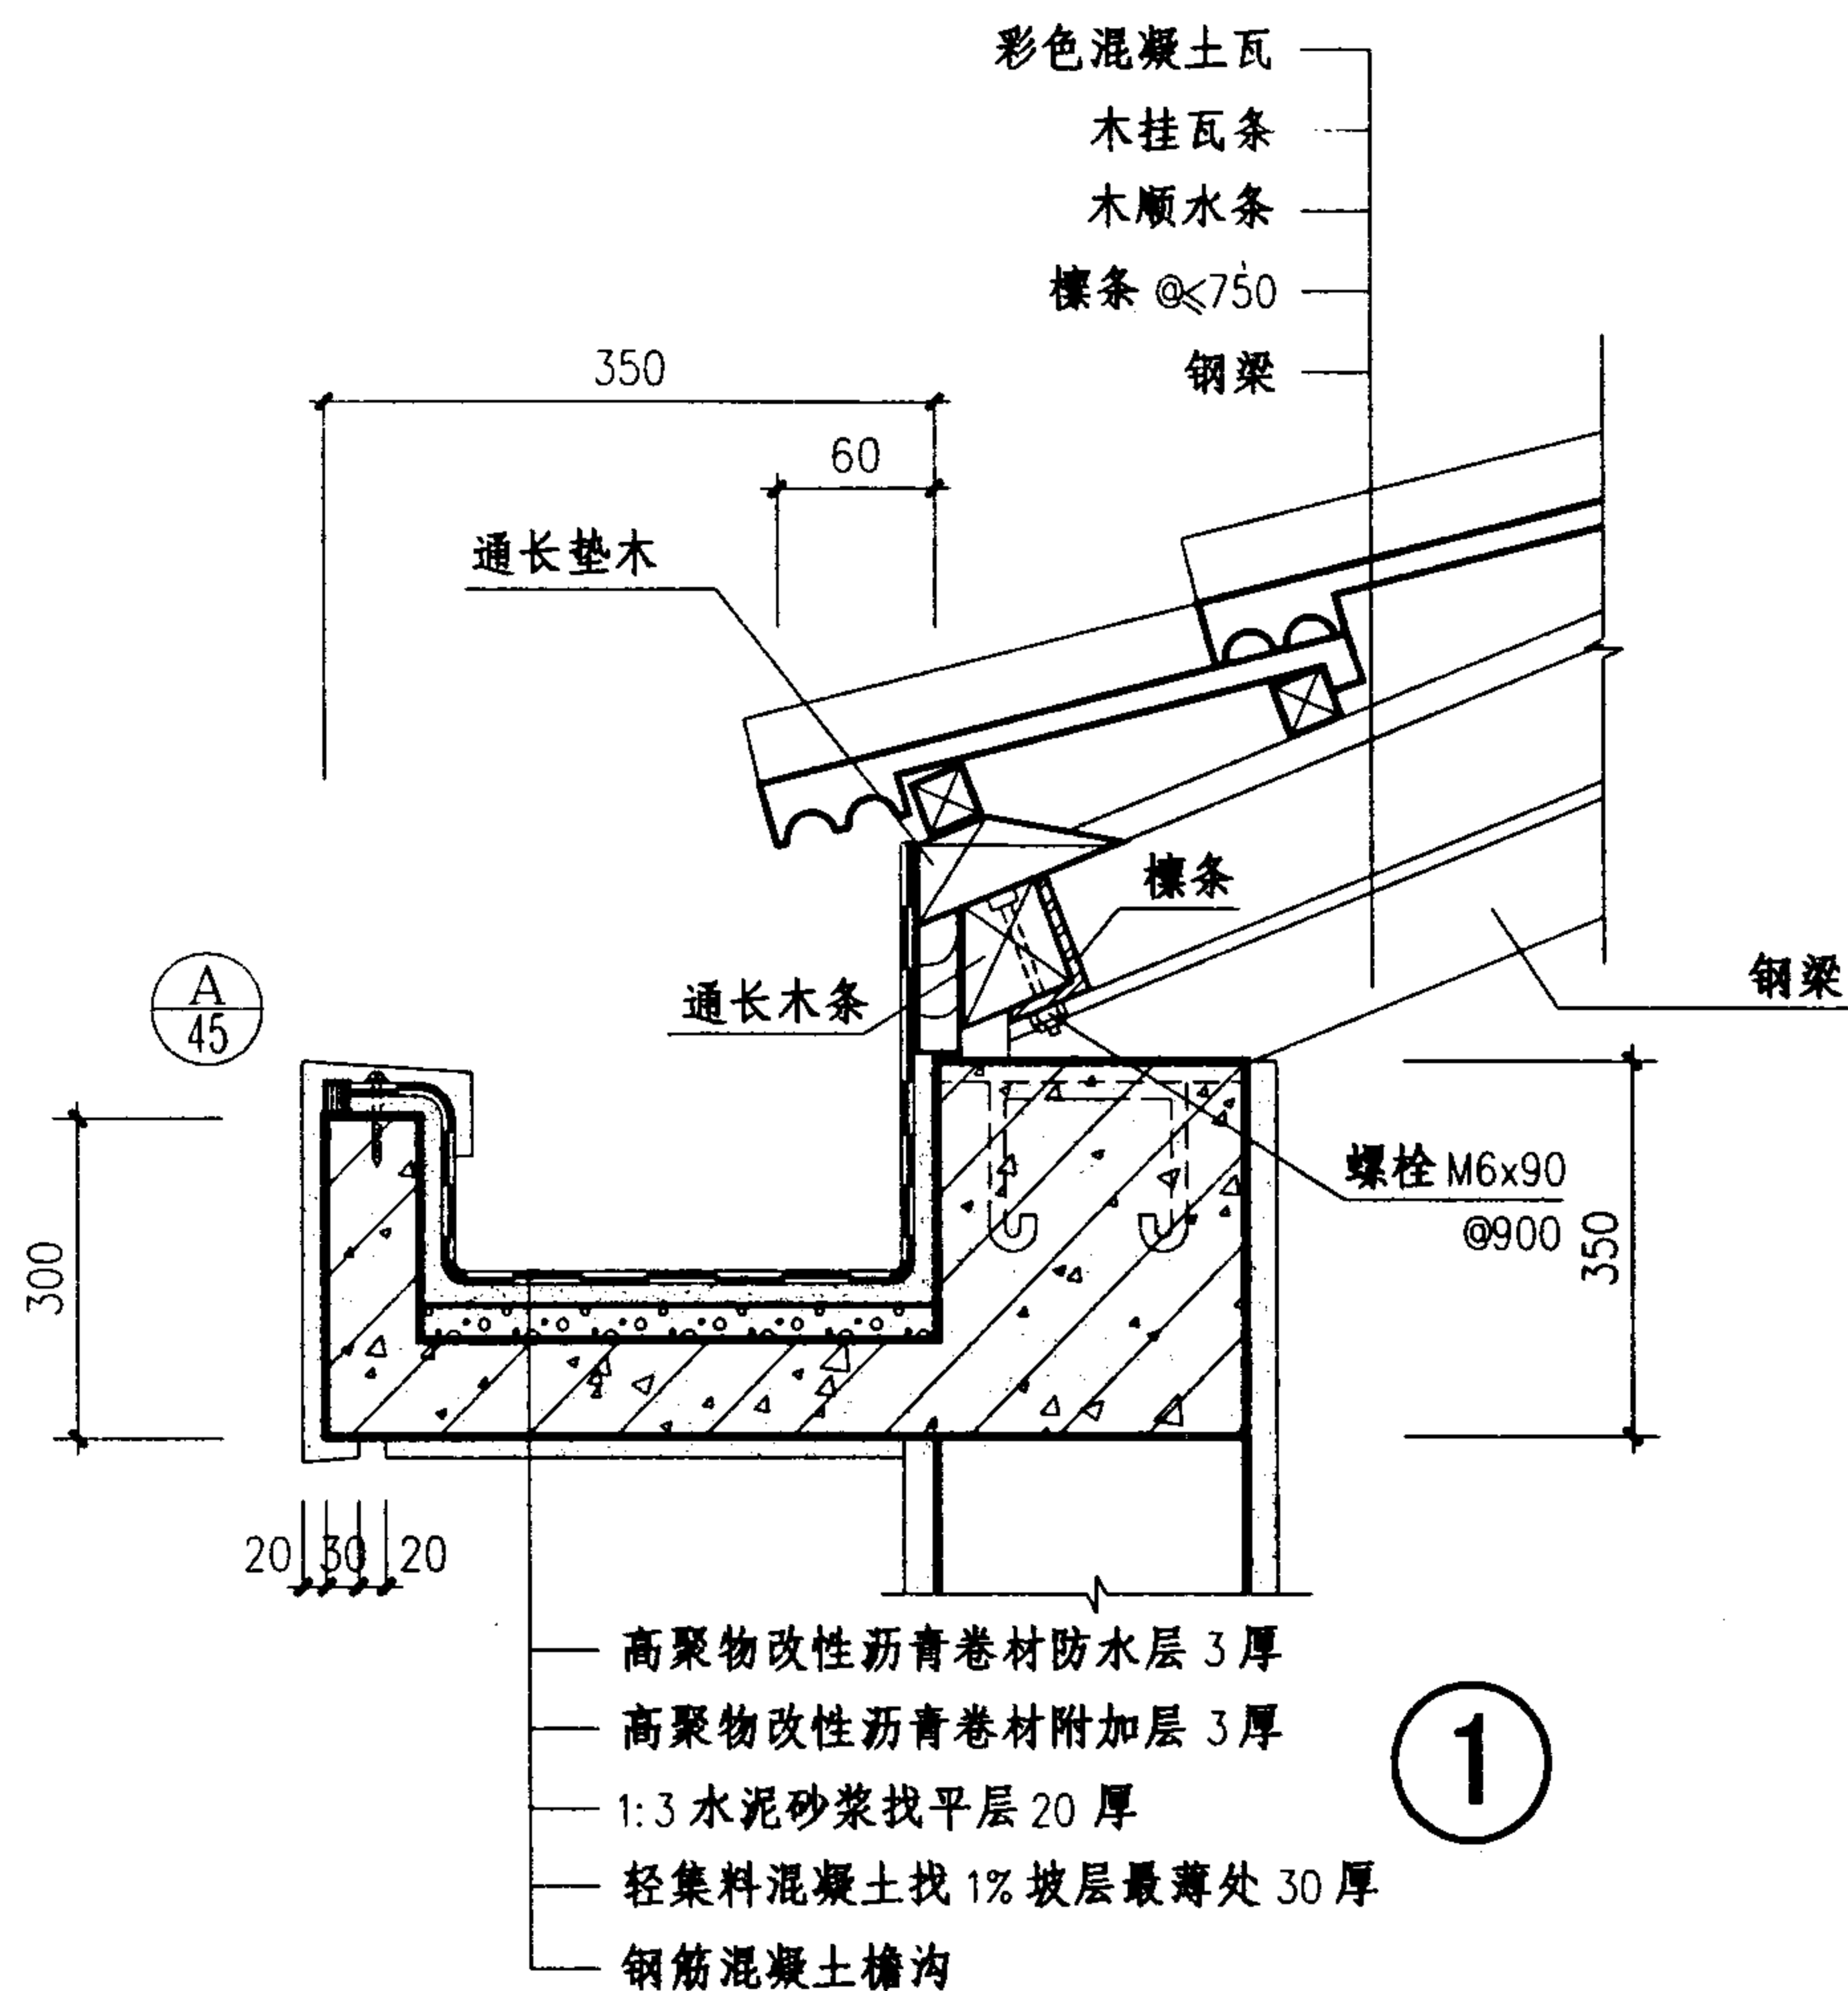 彩色混凝土瓦
木挂瓦条
木顺水条
檩条 @≤750
钢梁
350
60
通长垫木
檩条
钢梁
通长木条
A
45
螺栓 M6x90
@900
350
300
20 30 20
高聚物改性沥青卷材防水层 3 厚
高聚物改性沥青卷材附加层 3 厚
1:3 水泥砂浆找平层 20 厚
轻集料混凝土找 1% 坡层最薄处 30 厚
钢筋混凝土檐沟
1